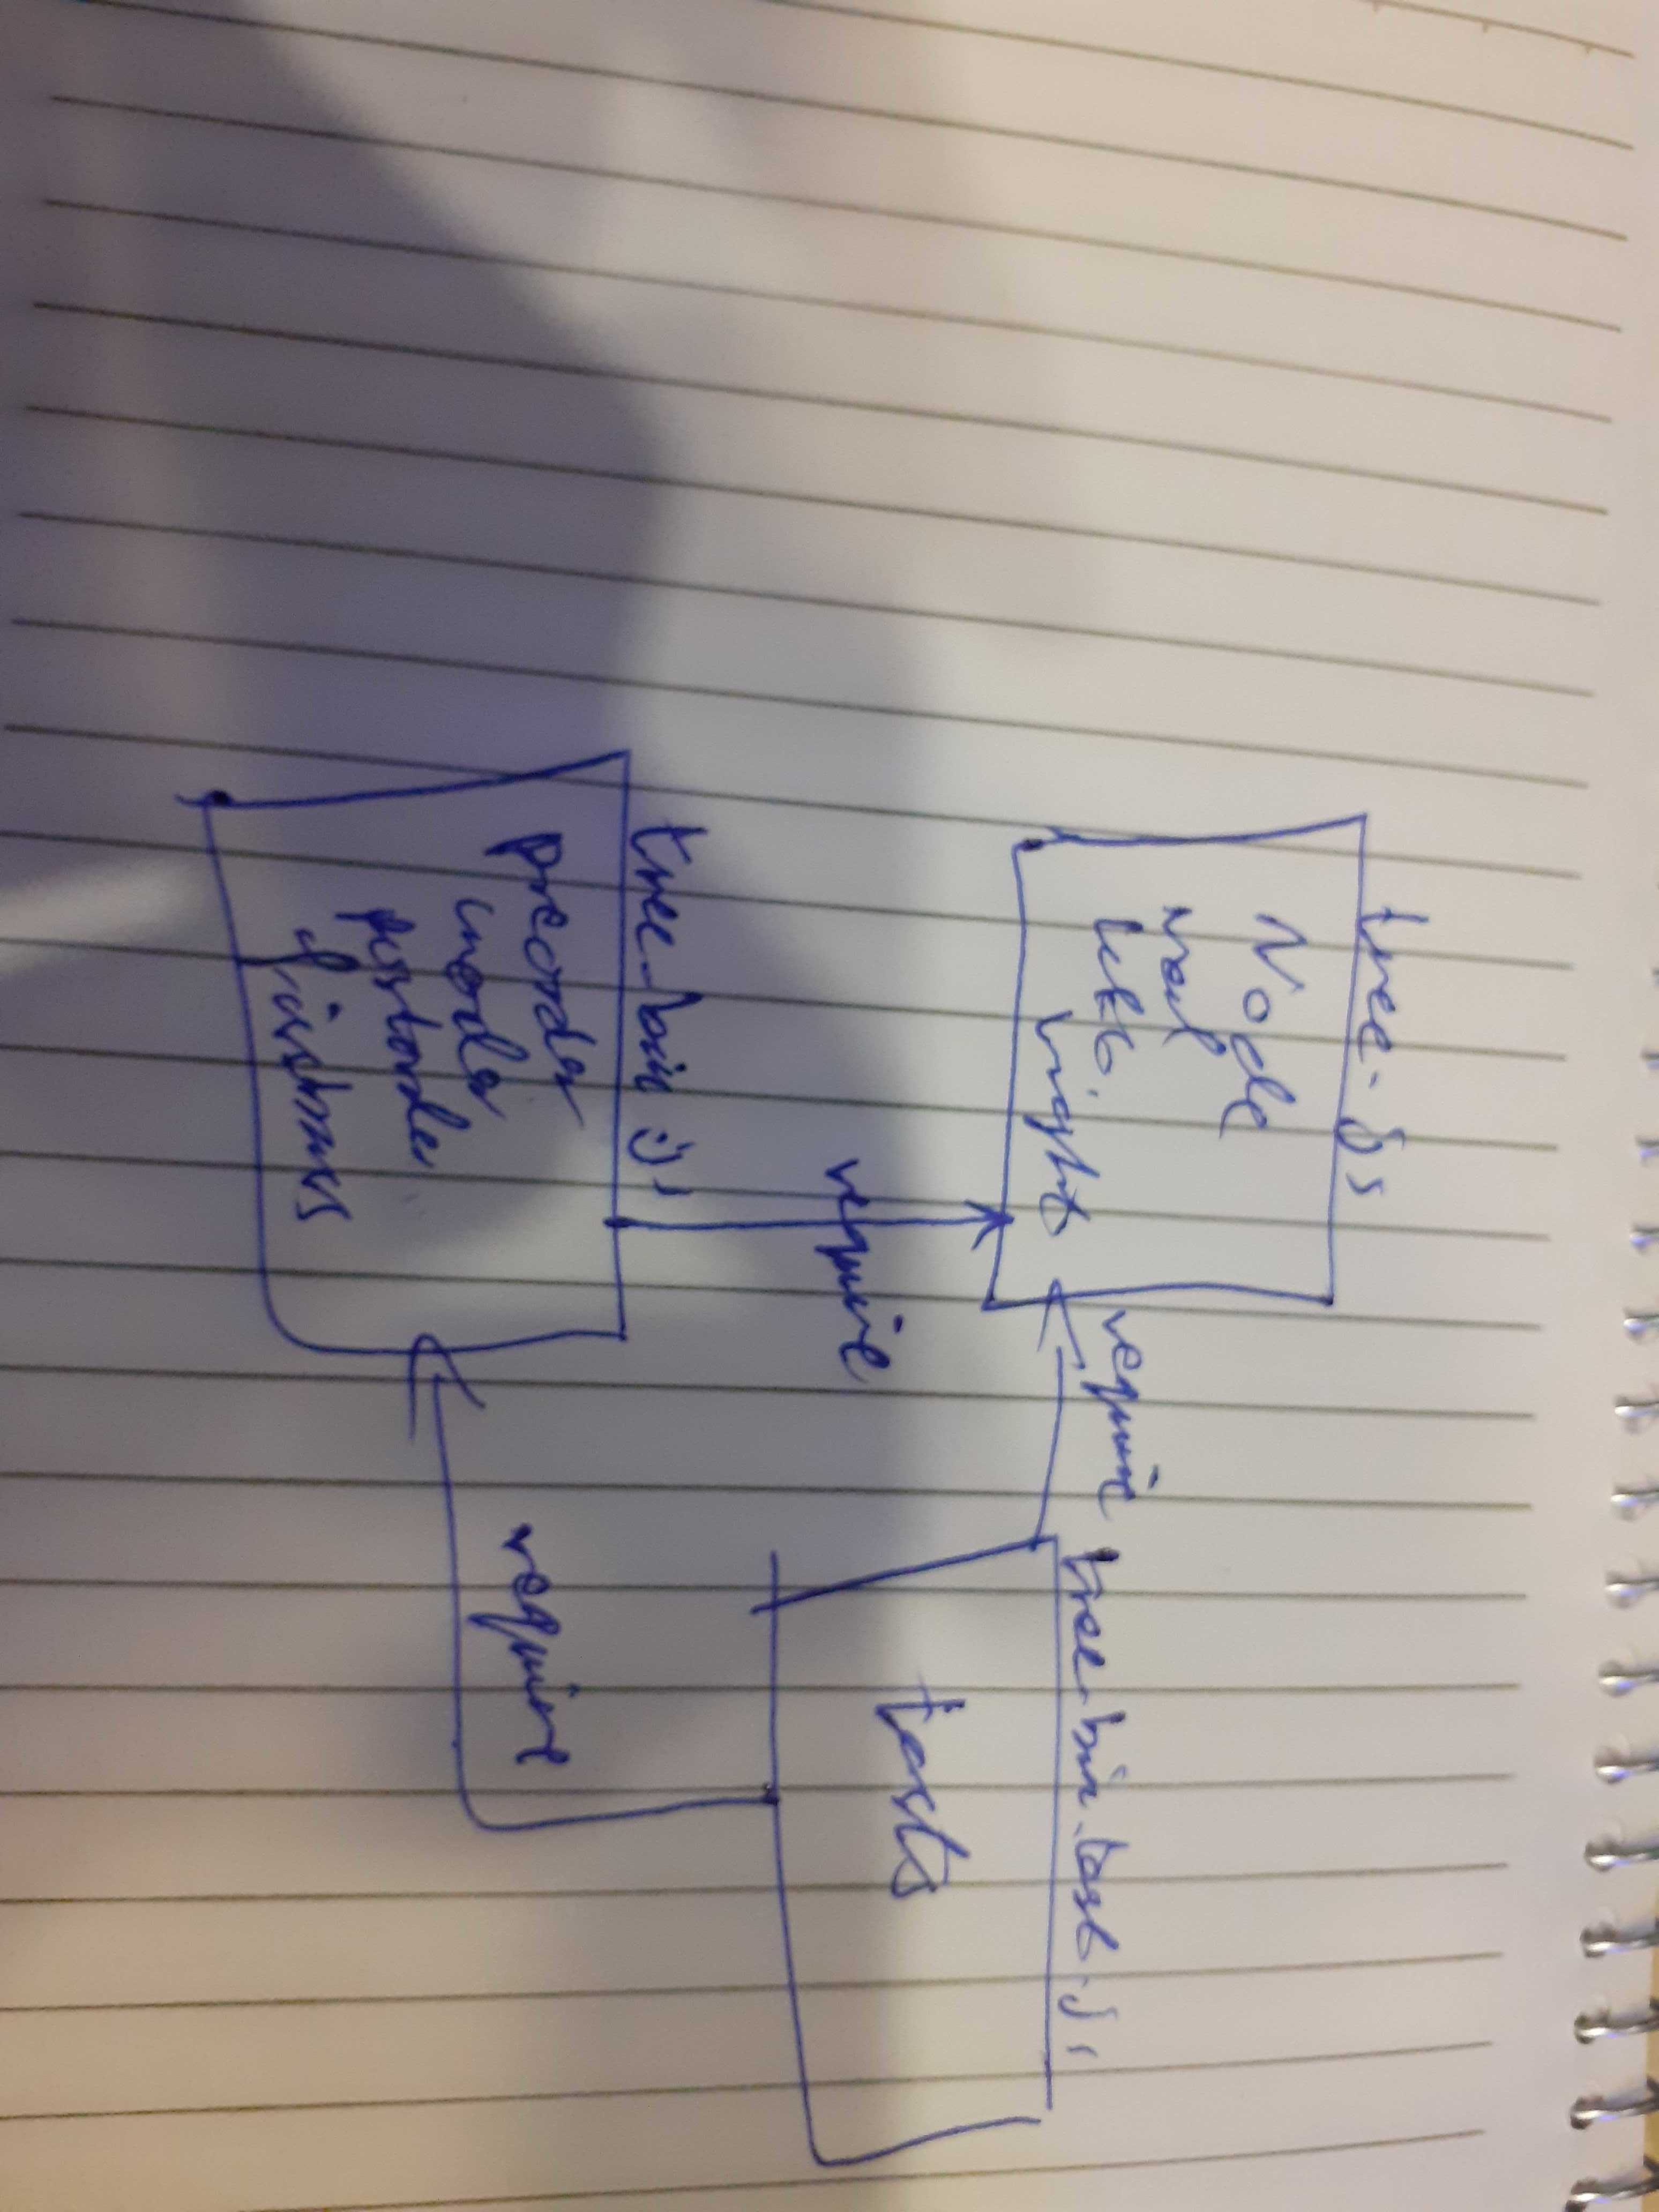 tree.js
Node
val
left,
right
require
tree-bin.test.js
tests
require
tree-bin.js
preorder
inorder
postorder
require